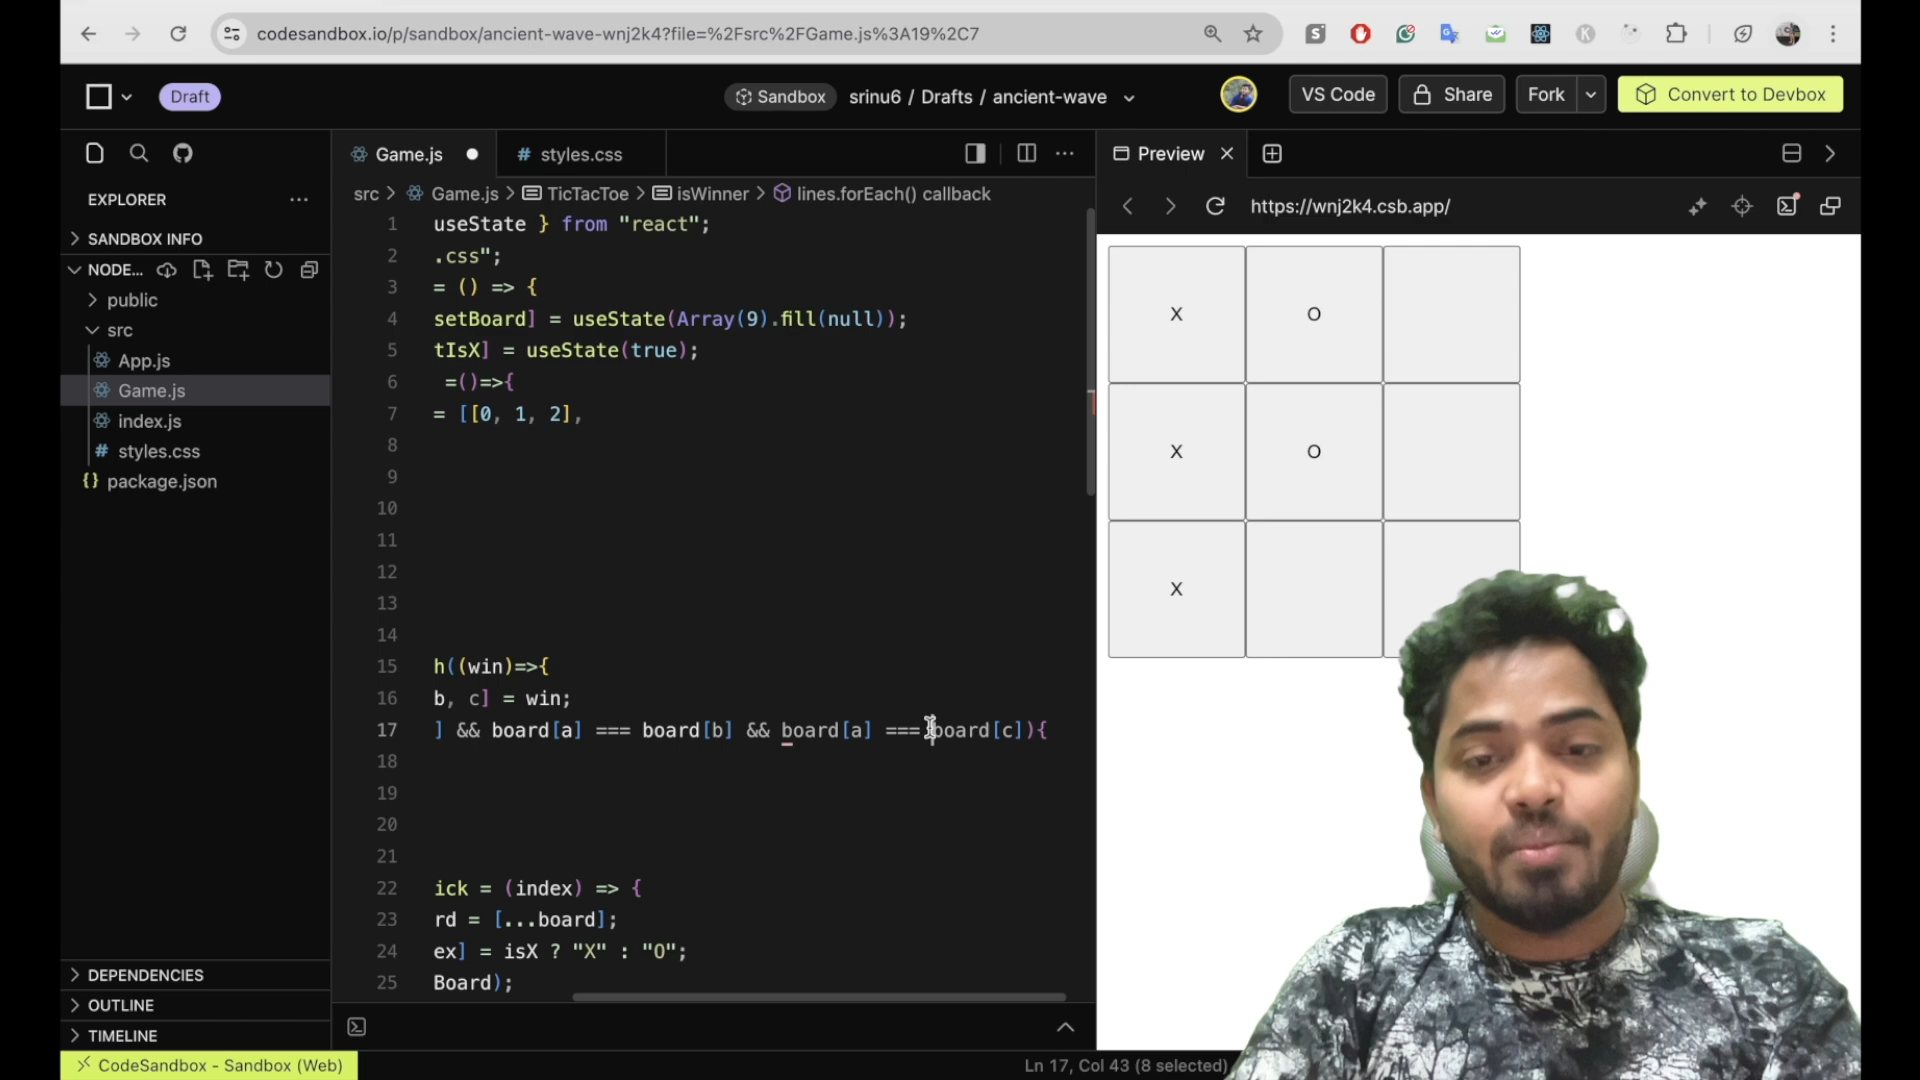 codesandbox.io/p/sandbox/ancient-wave-wnj2k4?file=%2Fsrc%2FGame.js%3A19%2C7
Draft
Sandbox
srinu6 / Drafts / ancient-wave
VS Code
Share
Fork
Convert to Devbox
EXPLORER
SANDBOX INFO
NODE...
public
src
App.js
Game.js
index.js
# styles.css
{} package.json
DEPENDENCIES
OUTLINE
TIMELINE
CodeSandbox - Sandbox (Web)
Game.js
# styles.css
src > Game.js > TicTacToe > isWinner > lines.forEach() callback
1 useState } from "react";
2 .css";
3 = () => {
4 setBoard] = useState(Array(9).fill(null));
5 tIsX] = useState(true);
6 =()=>{
7 = [[0, 1, 2],
8
9
10
11
12
13
14
15 h((win)=>{
16 b, c] = win;
17 ] && board[a] === board[b] && board[a] === board[c]){
18
19
20
21
22 ick = (index) => {
23 rd = [...board];
24 ex] = isX ? "X" : "O";
25 Board);
Ln 17, Col 43 (8 selected)
Preview
https://wnj2k4.csb.app/
X O
X O
X